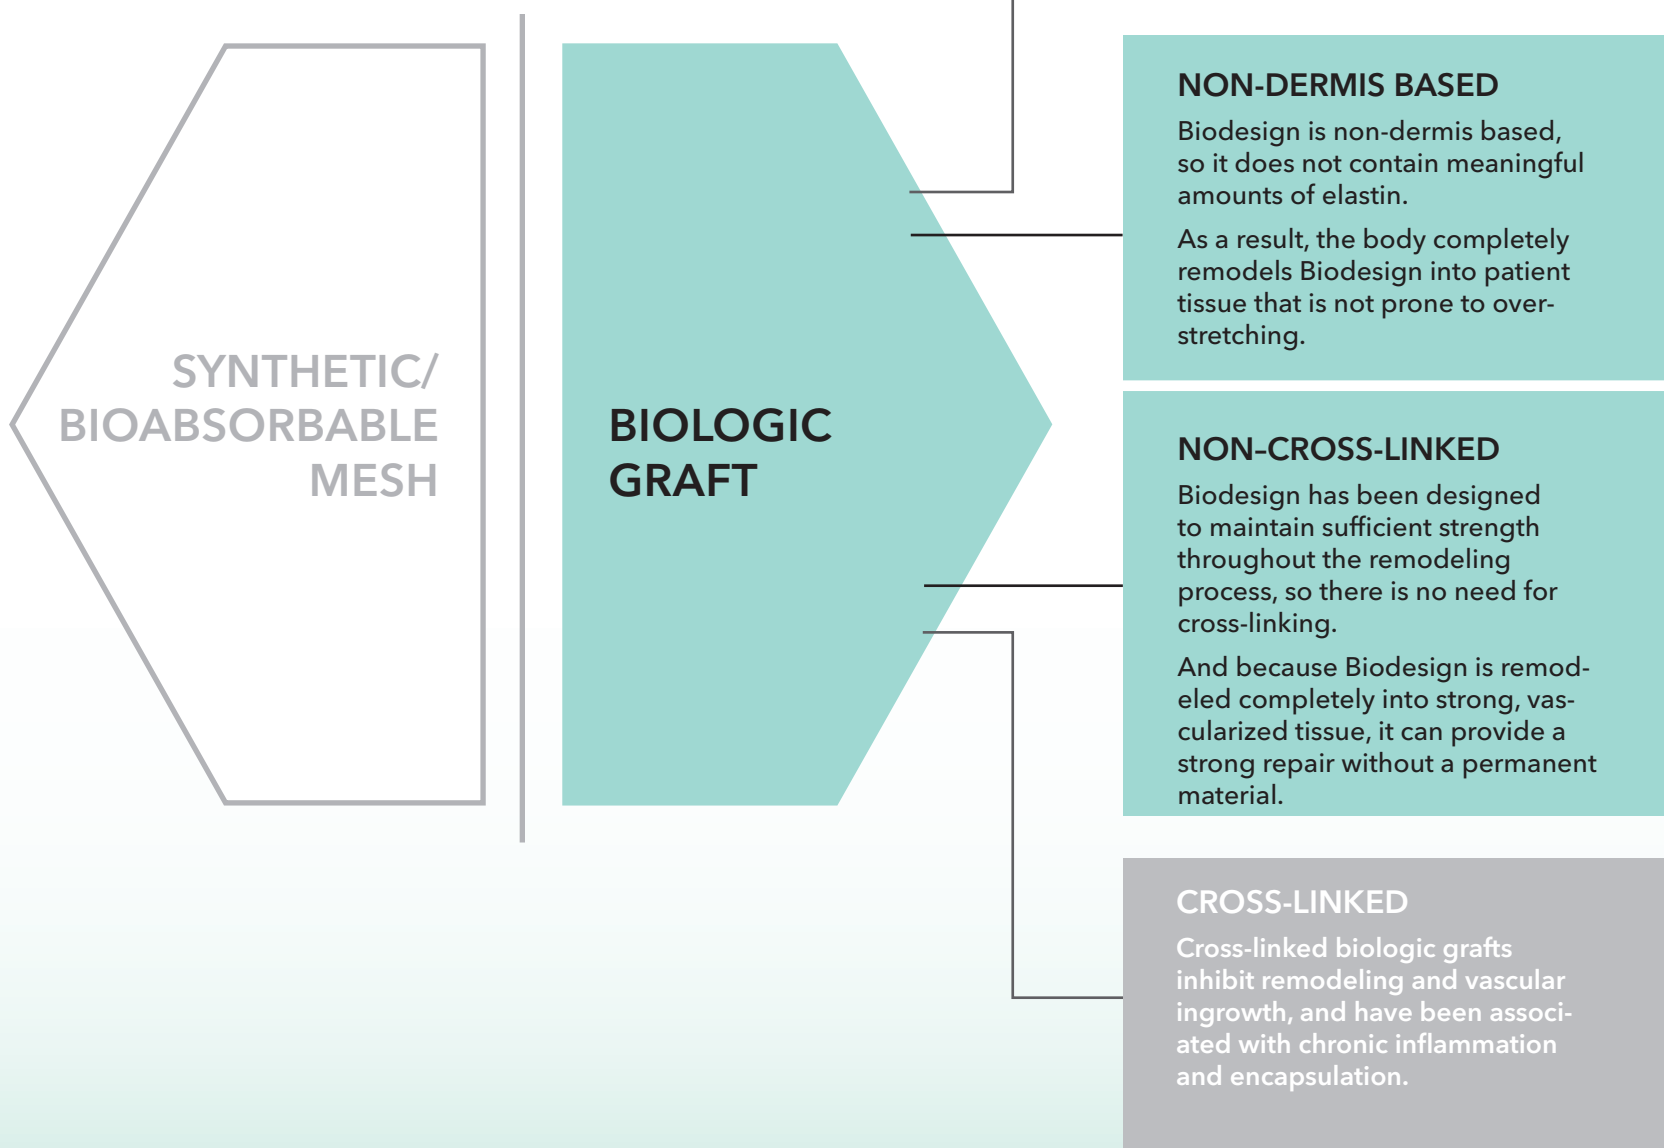 SYNTHETIC/
BIOABSORBABLE
MESH
BIOLOGIC
GRAFT
NON-DERMIS BASED
Biodesign is non-dermis based,
so it does not contain meaningful
amounts of elastin.
As a result, the body completely
remodels Biodesign into patient
tissue that is not prone to over-
stretching.
NON–CROSS-LINKED
Biodesign has been designed
to maintain sufficient strength
throughout the remodeling
process, so there is no need for
cross-linking.
And because Biodesign is remod-
eled completely into strong, vas-
cularized tissue, it can provide a
strong repair without a permanent
material.
CROSS-LINKED
Cross-linked biologic grafts
inhibit remodeling and vascular
ingrowth, and have been associ-
ated with chronic inflammation
and encapsulation.